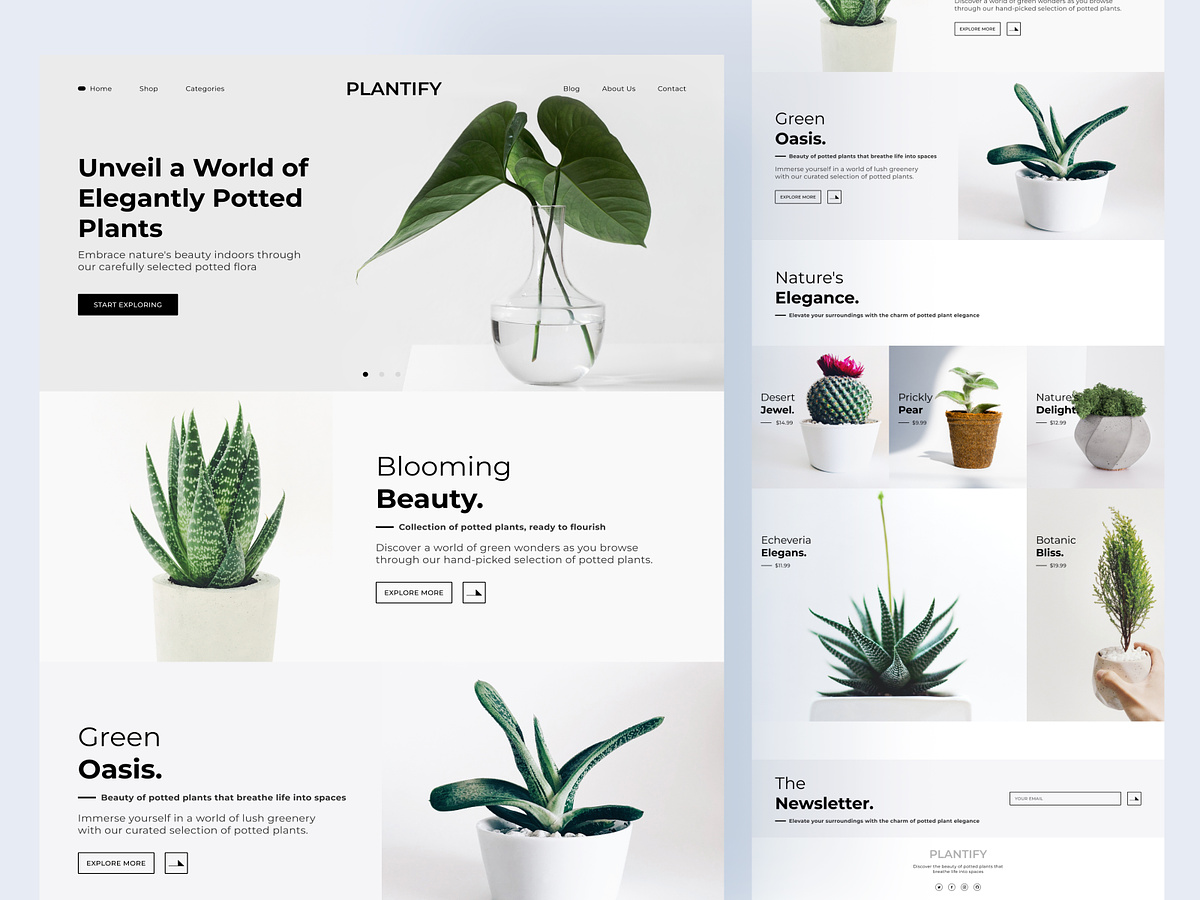 Home
Shop
Categories
PLANTIFY
Blog
About Us
Contact
Unveil a World of
Elegantly Potted
Plants
Embrace nature's beauty indoors through
our carefully selected potted flora
START EXPLORING
Blooming
Beauty.
Collection of potted plants, ready to flourish
Discover a world of green wonders as you browse
through our hand-picked selection of potted plants.
EXPLORE MORE
Green
Oasis.
Beauty of potted plants that breathe life into spaces
Immerse yourself in a world of lush greenery
with our curated selection of potted plants.
EXPLORE MORE
Discover a world of green wonders as you browse
through our hand-picked selection of potted plants.
EXPLORE MORE
Green
Oasis.
Beauty of potted plants that breathe life into spaces
Immerse yourself in a world of lush greenery
with our curated selection of potted plants.
EXPLORE MORE
Nature's
Elegance.
Elevate your surroundings with the charm of potted plant elegance
Desert
Jewel.
$14.99
Prickly
Pear
$9.99
Nature's
Delight.
$12.99
Echeveria
Elegans.
$11.99
Botanic
Bliss.
$19.99
The
Newsletter.
Elevate your surroundings with the charm of potted plant elegance
YOUR EMAIL
PLANTIFY
Discover the beauty of potted plants that
breathe life into spaces